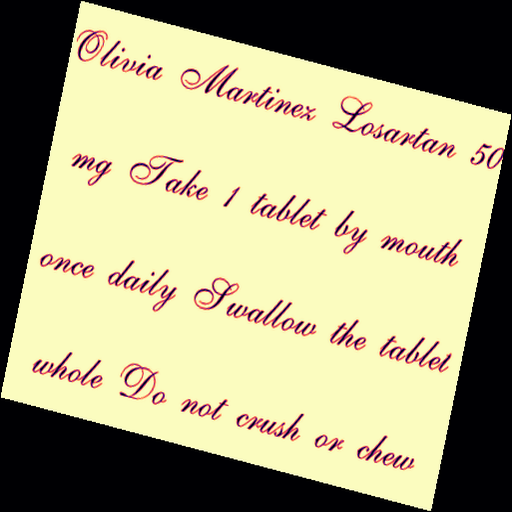 Olivia Martinez Losartan 50
mg Take 1 tablet by mouth
once daily Swallow the tablet
whole Do not crush or chew